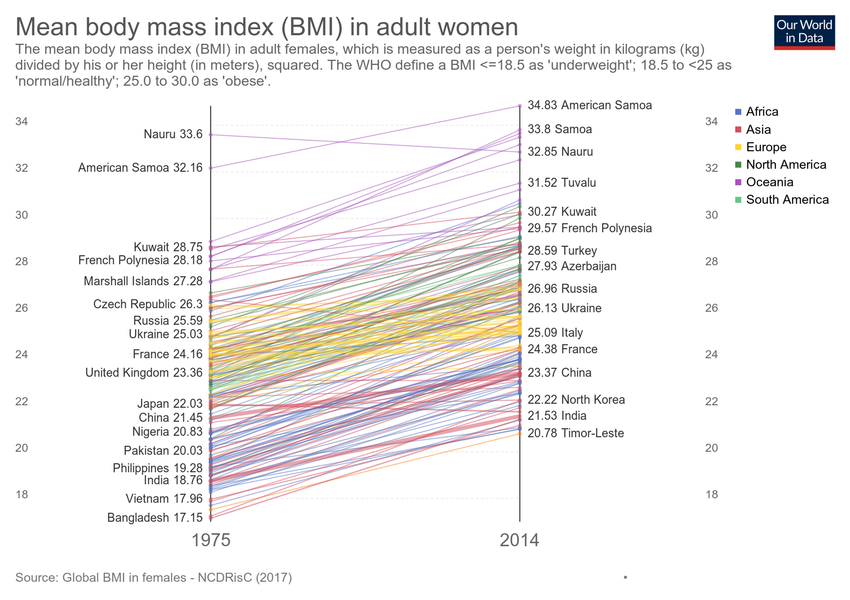 Mean body mass index (BMI) in adult women
Our World
in Data
The mean body mass index (BMI) in adult females, which is measured as a person's weight in kilograms (kg)
divided by his or her height (in meters), squared. The WHO define a BMI <=18.5 as 'underweight'; 18.5 to <25 as
'normal/healthy'; 25.0 to 30.0 as 'obese'.
34
32
30
28
26
24
22
20
18
Nauru 33.6
American Samoa 32.16
Kuwait 28.75
French Polynesia 28.18
Marshall Islands 27.28
Czech Republic 26.3
Russia 25.59
Ukraine 25.03
France 24.16
United Kingdom 23.36
Japan 22.03
China 21.45
Nigeria 20.83
Pakistan 20.03
Philippines 19.28
India 18.76
Vietnam 17.96
Bangladesh 17.15
34.83 American Samoa
33.8 Samoa
32.85 Nauru
31.52 Tuvalu
30.27 Kuwait
29.57 French Polynesia
28.59 Turkey
27.93 Azerbaijan
26.96 Russia
26.13 Ukraine
25.09 Italy
24.38 France
23.37 China
22.22 North Korea
21.53 India
20.78 Timor-Leste
34
32
30
28
26
24
22
20
18
Africa
Asia
Europe
North America
Oceania
South America
1975
2014
Source: Global BMI in females - NCDRisC (2017)